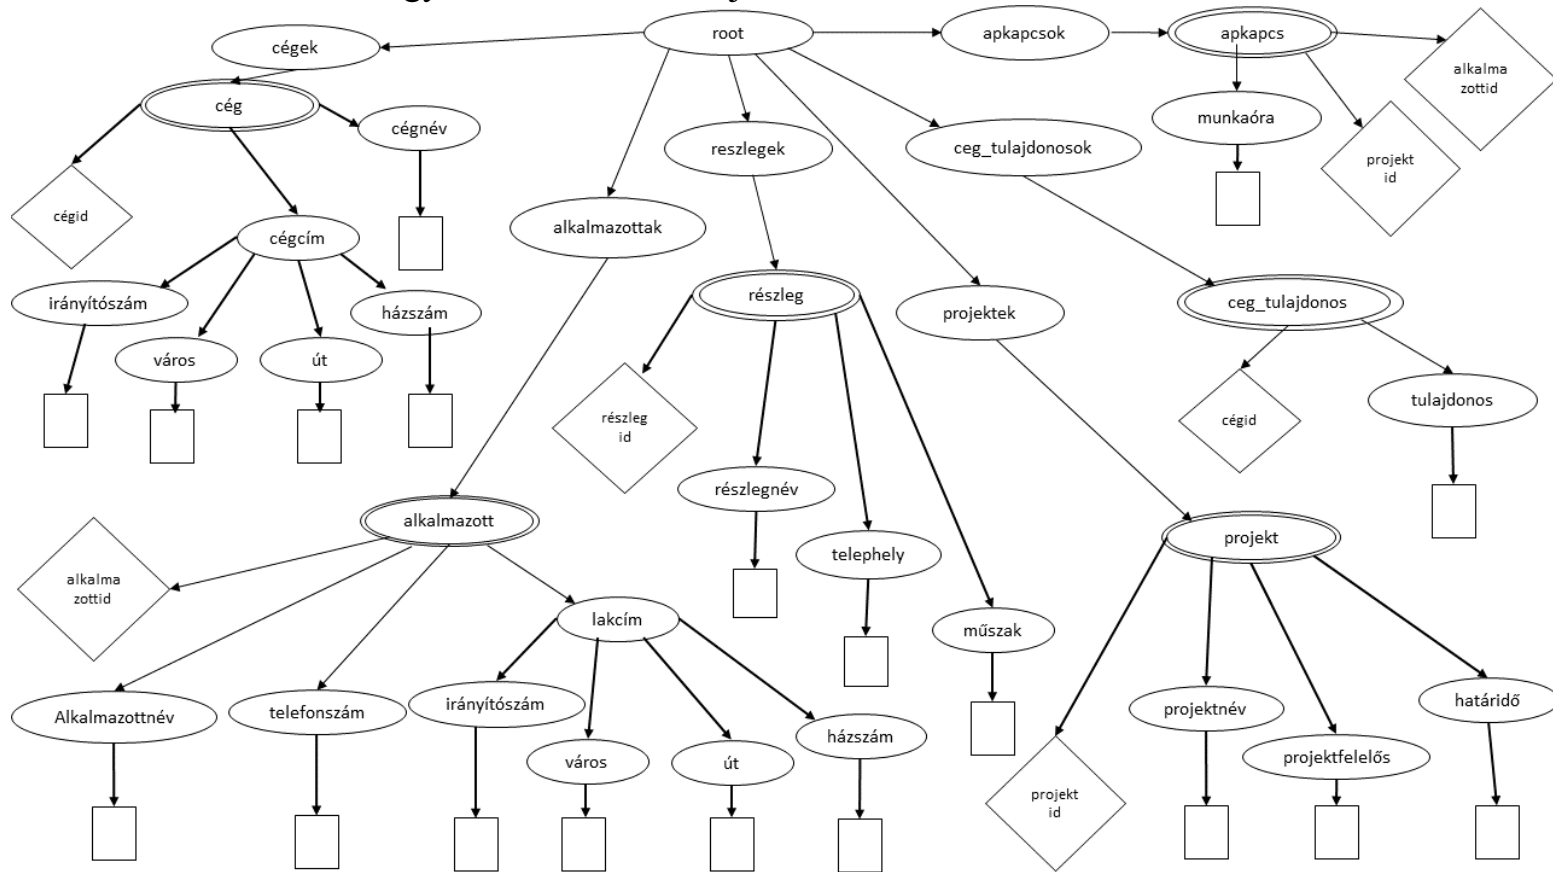 root
cégek
apkapcsok
apkapcs
alkalma
zottid
cég
cégnév
munkaóra
reszlegek
ceg_tulajdonosok
projekt
id
cégid
alkalmazottak
cégcím
irányítószám
házszám
részleg
projektek
ceg_tulajdonos
város
út
részleg
id
cégid
tulajdonos
részlegnév
alkalmazott
telephely
projekt
alkalma
zottid
lakcím
műszak
Alkalmazottnév
telefonszám
irányítószám
város
út
házszám
projektnév
határidő
projektfelelős
projekt
id